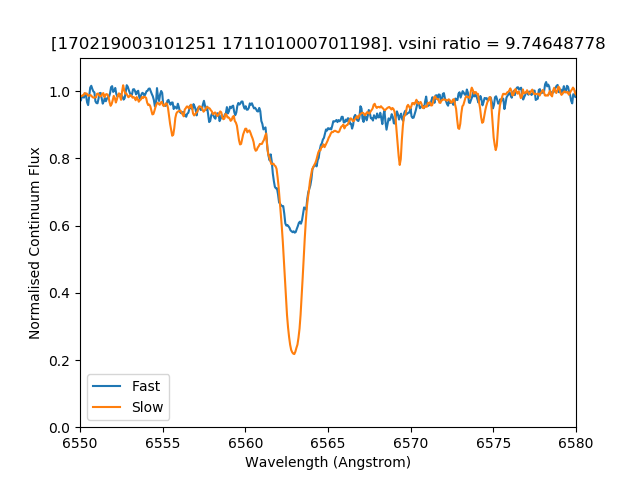 [170219003101251 171101000701198]. vsini ratio = 9.74648778
1.0
0.8
0.6
0.4
0.2
0.0
Normalised Continuum Flux
Fast
Slow
6550 6555 6560 6565 6570 6575 6580
Wavelength (Angstrom)